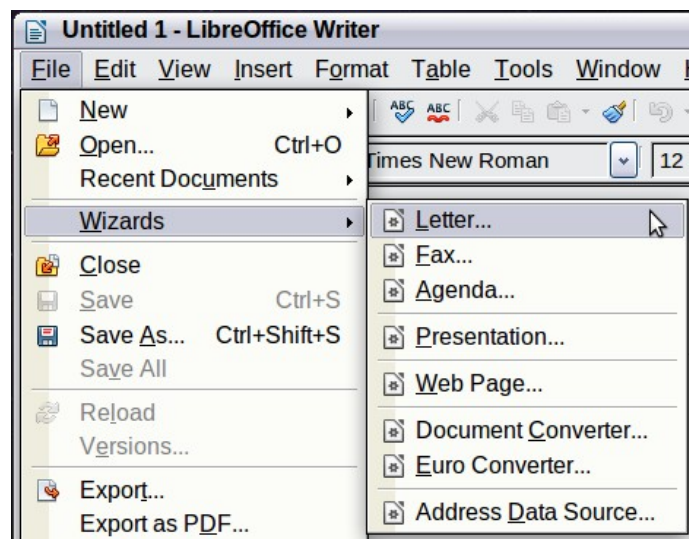 Untitled 1 - LibreOffice Writer
File Edit View Insert Format Table Tools Window
ABC ABC
Times New Roman 12
New
Open... Ctrl+O
Recent Documents
Wizards
Close
Save Ctrl+S
Save As... Ctrl+Shift+S
Save All
Reload
Versions...
Export...
Export as PDF...
Letter...
Fax...
Agenda...
Presentation...
Web Page...
Document Converter...
Euro Converter...
Address Data Source...